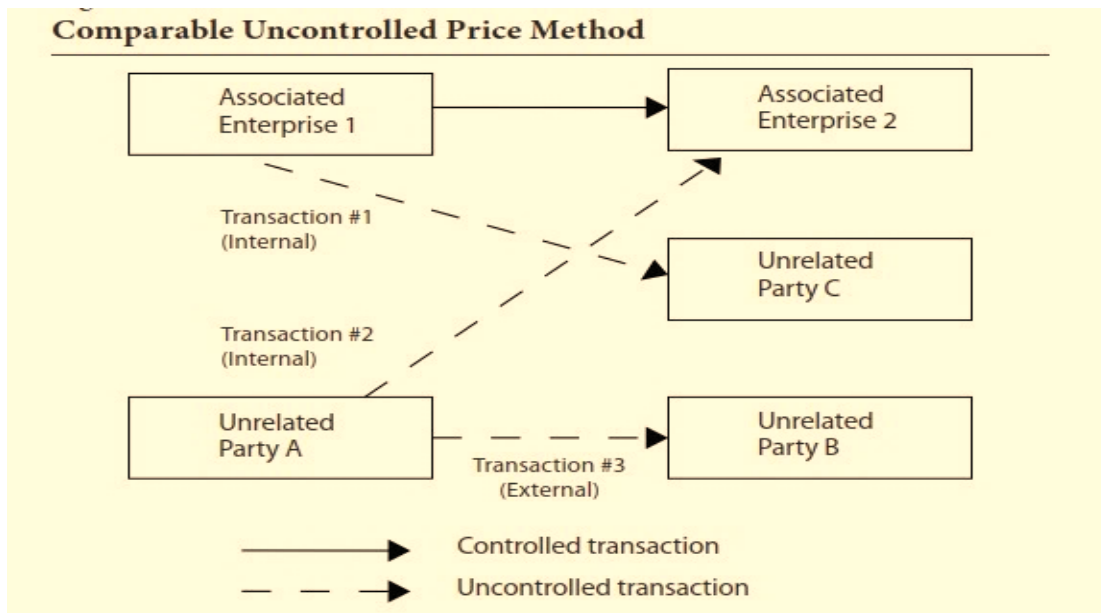 Comparable Uncontrolled Price Method
Associated
Enterprise 1
Associated
Enterprise 2
Transaction #1
(Internal)
Unrelated
Party C
Transaction #2
(Internal)
Unrelated
Party A
Unrelated
Party B
Transaction #3
(External)
Controlled transaction
Uncontrolled transaction